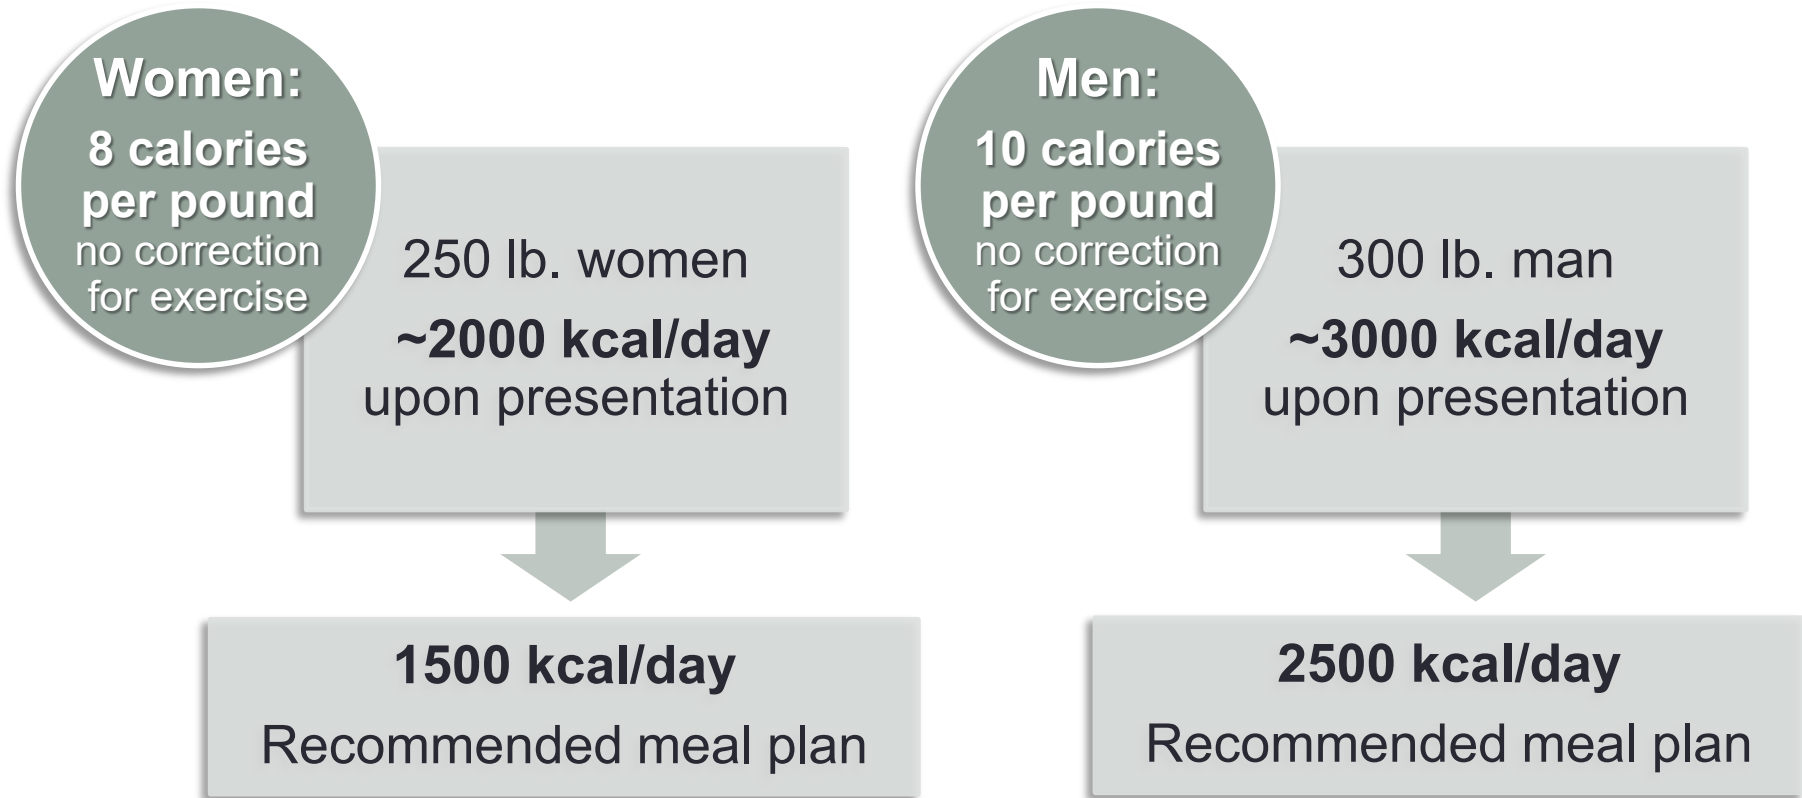 Women:
8 calories
per pound
no correction
for exercise
250 lb. women
~2000 kcal/day
upon presentation
1500 kcal/day
Recommended meal plan
Men:
10 calories
per pound
no correction
for exercise
300 lb. man
~3000 kcal/day
upon presentation
2500 kcal/day
Recommended meal plan